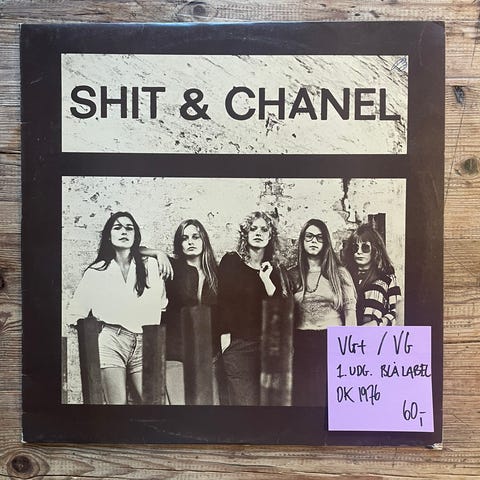 SHIT & CHANEL
VG+ / VG
1. UDG. BLÅ LABEL
DK 1976
60,-